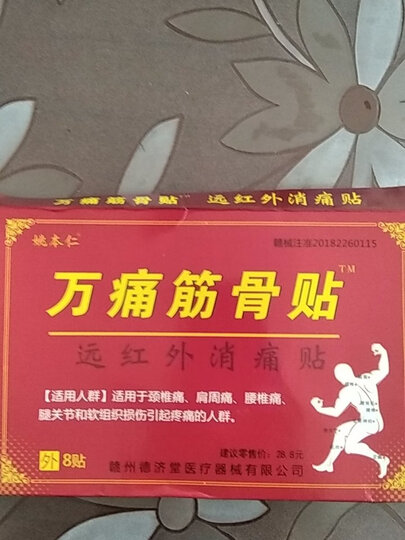 万痛筋骨贴 远红外消痛贴
姚本仁
赣械注准20182260115
万痛筋骨贴™
远红外消痛贴
【适用人群】适用于颈椎痛、肩周痛、腰椎痛、
腿关节和软组织损伤引起疼痛的人群。
外 8贴
建议零售价：28.8元
赣州德济堂医疗器械有限公司